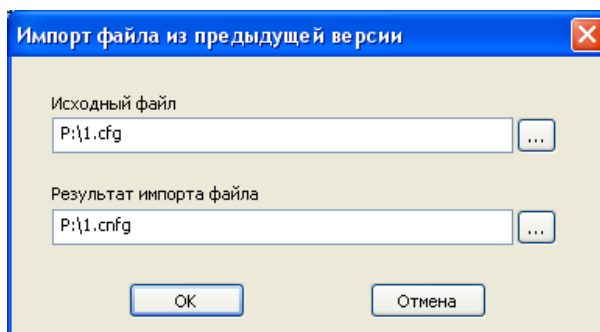 Импорт файла из предыдущей версии
Исходный файл
P:\1.cfg
...
Результат импорта файла
P:\1.cnfg
...
OK
Отмена